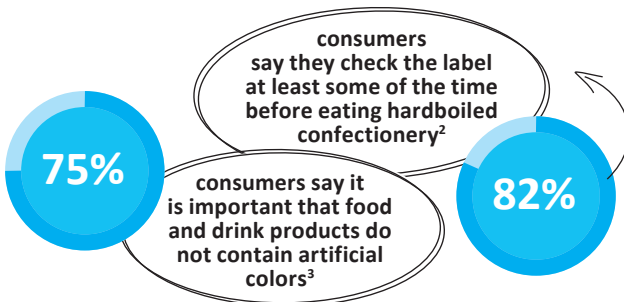 consumers
say they check the label
at least some of the time
before eating hardboiled
confectionery²
82%
75%
consumers say it
is important that food
and drink products do
not contain artificial
colors³